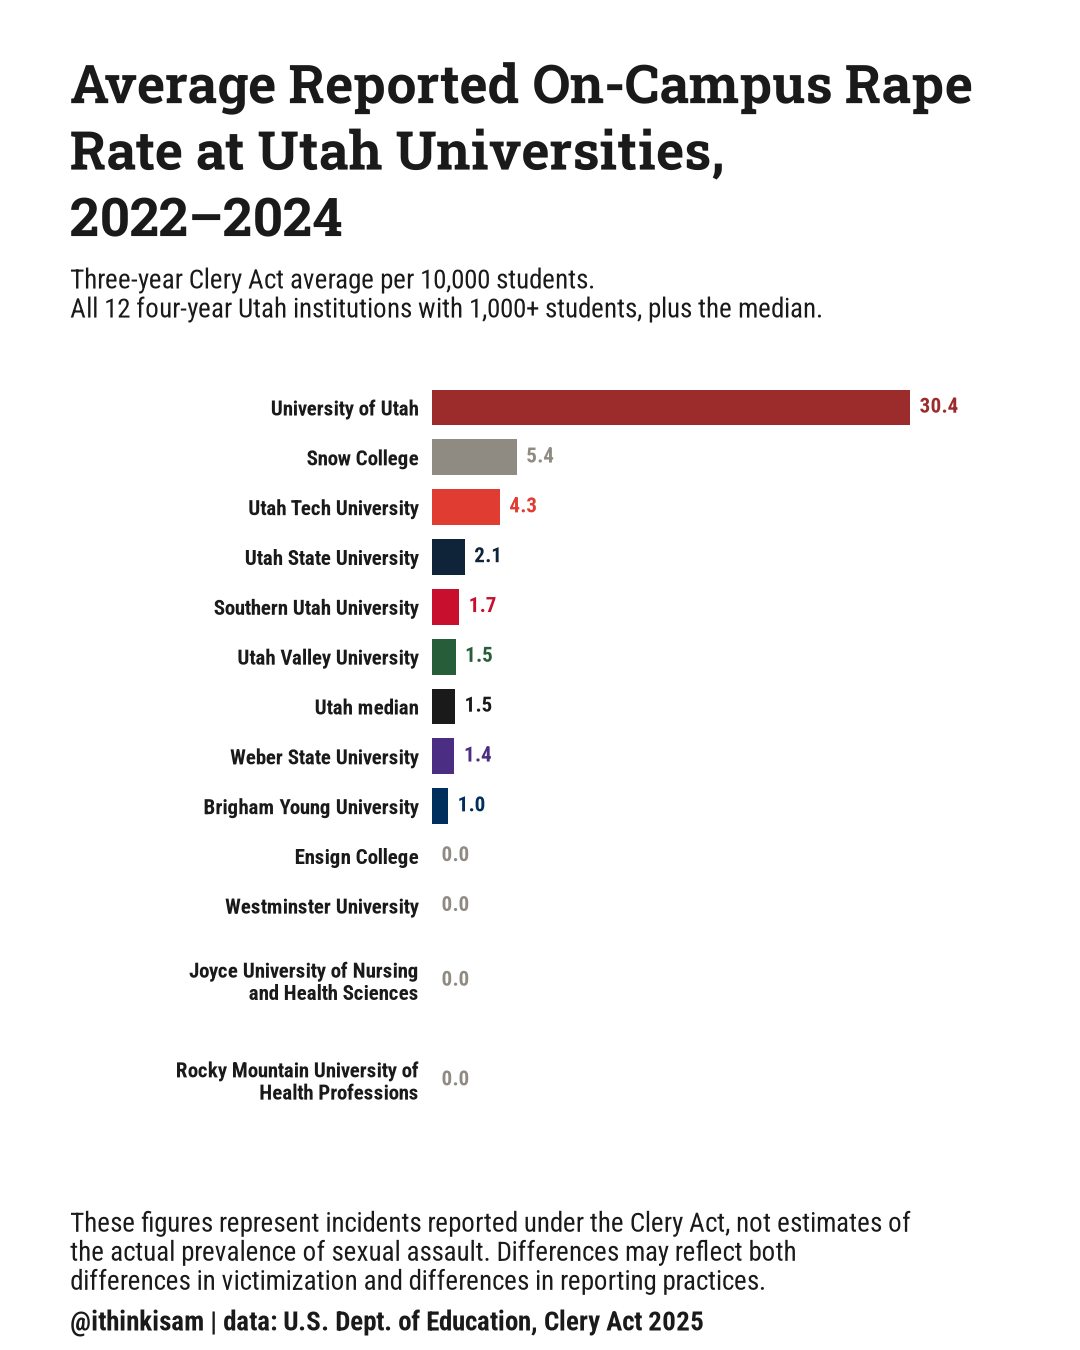 Average Reported On-Campus Rape
Rate at Utah Universities,
2022–2024
Three-year Clery Act average per 10,000 students.
All 12 four-year Utah institutions with 1,000+ students, plus the median.
University of Utah 30.4
Snow College 5.4
Utah Tech University 4.3
Utah State University 2.1
Southern Utah University 1.7
Utah Valley University 1.5
Utah median 1.5
Weber State University 1.4
Brigham Young University 1.0
Ensign College 0.0
Westminster University 0.0
Joyce University of Nursing
and Health Sciences 0.0
Rocky Mountain University of
Health Professions 0.0
These figures represent incidents reported under the Clery Act, not estimates of
the actual prevalence of sexual assault. Differences may reflect both
differences in victimization and differences in reporting practices.
@ithinkisam | data: U.S. Dept. of Education, Clery Act 2025